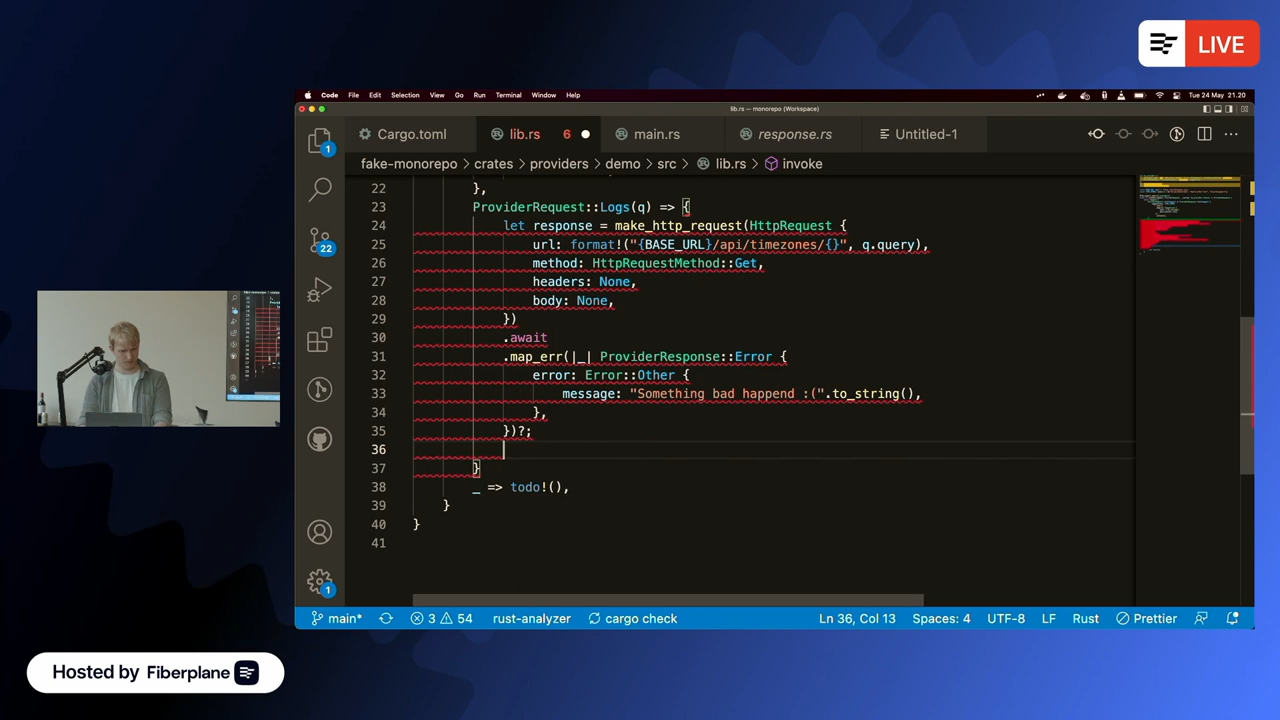 LIVE
Code File Edit Selection View Go Run Terminal Window Help
Tue 24 May 21.20
lib.rs — monorepo (Workspace)
Cargo.toml
lib.rs 6
main.rs
response.rs
Untitled-1
fake-monorepo > crates > providers > demo > src > lib.rs > invoke
22 },
23 ProviderRequest::Logs(q) => {
24 let response = make_http_request(HttpRequest {
25 url: format!("{BASE_URL}/api/timezones/{}", q.query),
26 method: HttpRequestMethod::Get,
27 headers: None,
28 body: None,
29 })
30 .await
31 .map_err(|_| ProviderResponse::Error {
32 error: Error::Other {
33 message: "Something bad happend :(".to_string(),
34 },
35 })?;
36
37 }
38 _ => todo!(),
39 }
40 }
41
1
22
1
main* 3 54 rust-analyzer cargo check Ln 36, Col 13 Spaces: 4 UTF-8 LF Rust Prettier
Hosted by Fiberplane